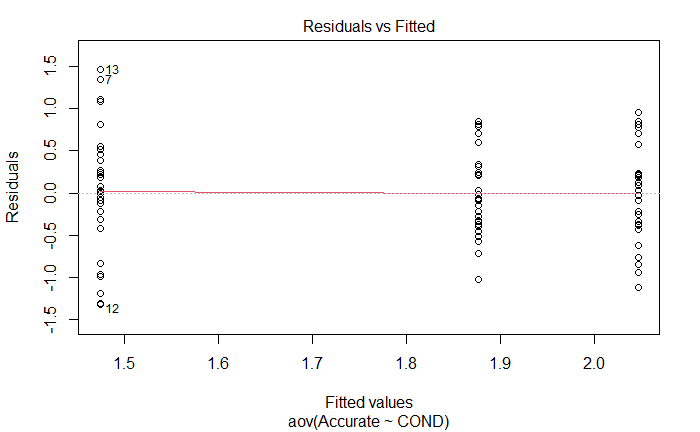 Residuals vs Fitted
Residuals
1.5
1.0
0.5
0.0
-0.5
-1.0
-1.5
13
7
12
1.5 1.6 1.7 1.8 1.9 2.0
Fitted values
aov(Accurate ~ COND)